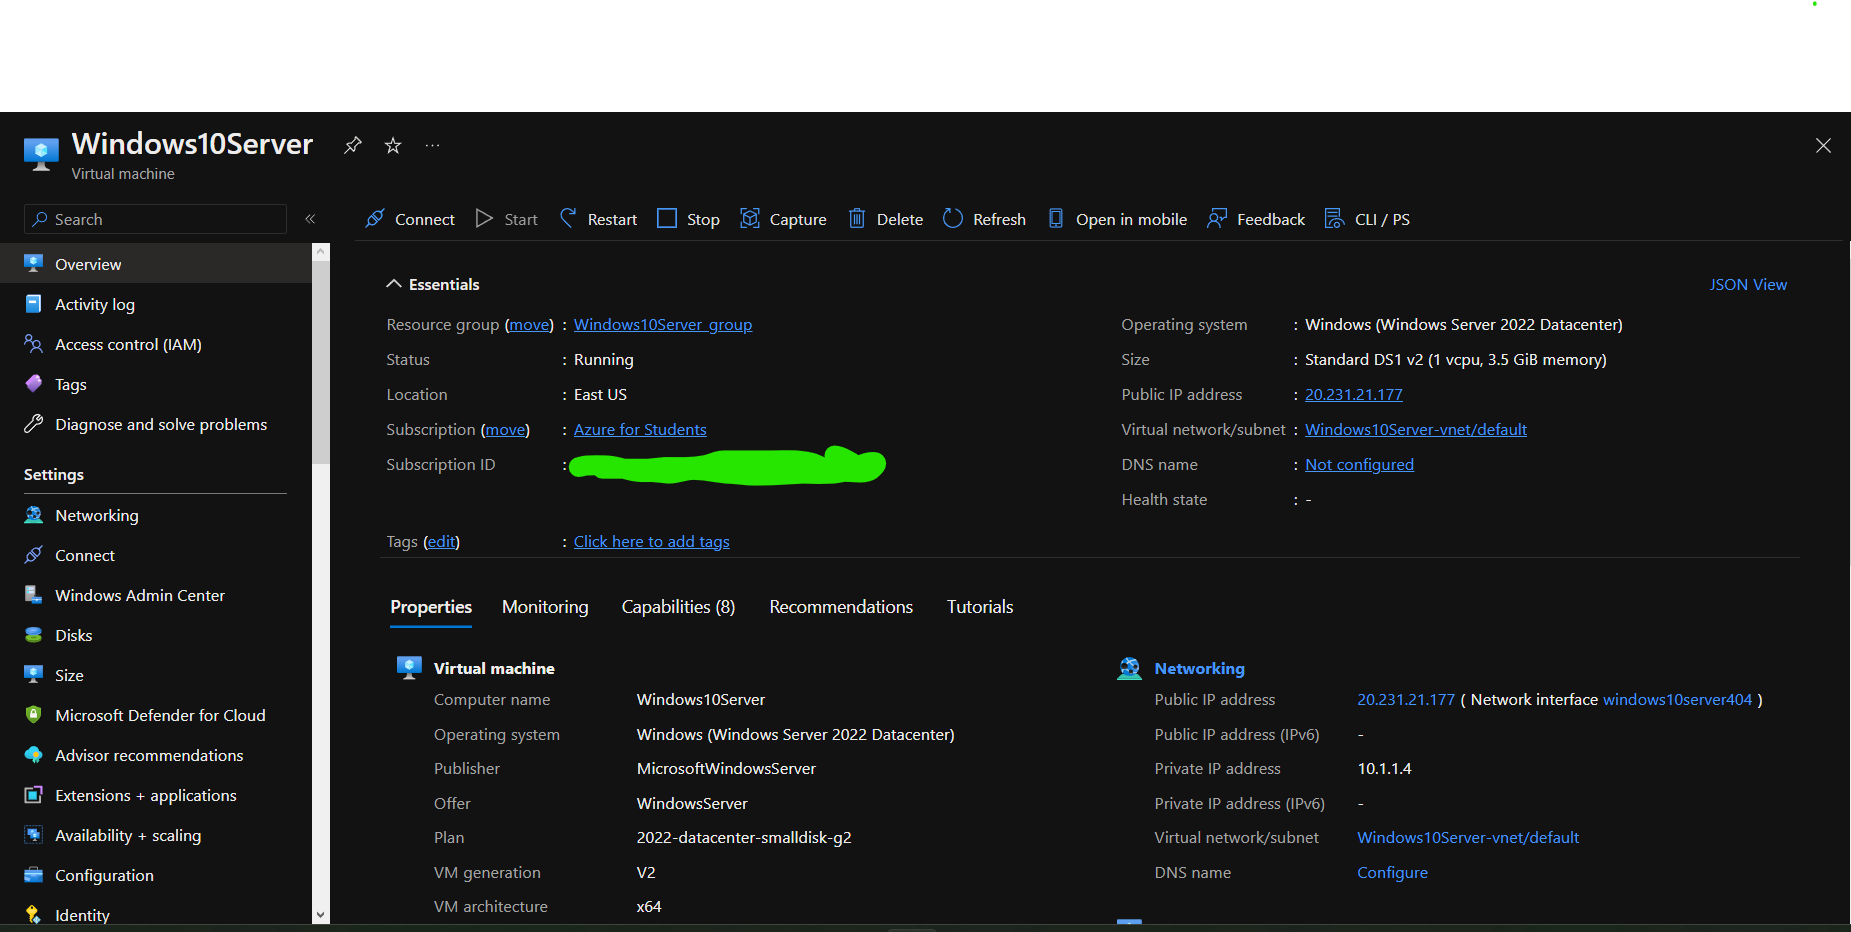 Windows10Server
Virtual machine
Search
Connect Start Restart Stop Capture Delete Refresh Open in mobile Feedback CLI / PS
Overview
Activity log
Access control (IAM)
Tags
Diagnose and solve problems
Settings
Networking
Connect
Windows Admin Center
Disks
Size
Microsoft Defender for Cloud
Advisor recommendations
Extensions + applications
Availability + scaling
Configuration
Identity
Essentials
JSON View
Resource group (move) : Windows10Server_group
Status : Running
Location : East US
Subscription (move) : Azure for Students
Subscription ID :
Tags (edit) : Click here to add tags
Operating system : Windows (Windows Server 2022 Datacenter)
Size : Standard DS1 v2 (1 vcpu, 3.5 GiB memory)
Public IP address : 20.231.21.177
Virtual network/subnet : Windows10Server-vnet/default
DNS name : Not configured
Health state : -
Properties Monitoring Capabilities (8) Recommendations Tutorials
Virtual machine
Computer name Windows10Server
Operating system Windows (Windows Server 2022 Datacenter)
Publisher MicrosoftWindowsServer
Offer WindowsServer
Plan 2022-datacenter-smalldisk-g2
VM generation V2
VM architecture x64
Networking
Public IP address 20.231.21.177 ( Network interface windows10server404 )
Public IP address (IPv6) -
Private IP address 10.1.1.4
Private IP address (IPv6) -
Virtual network/subnet Windows10Server-vnet/default
DNS name Configure